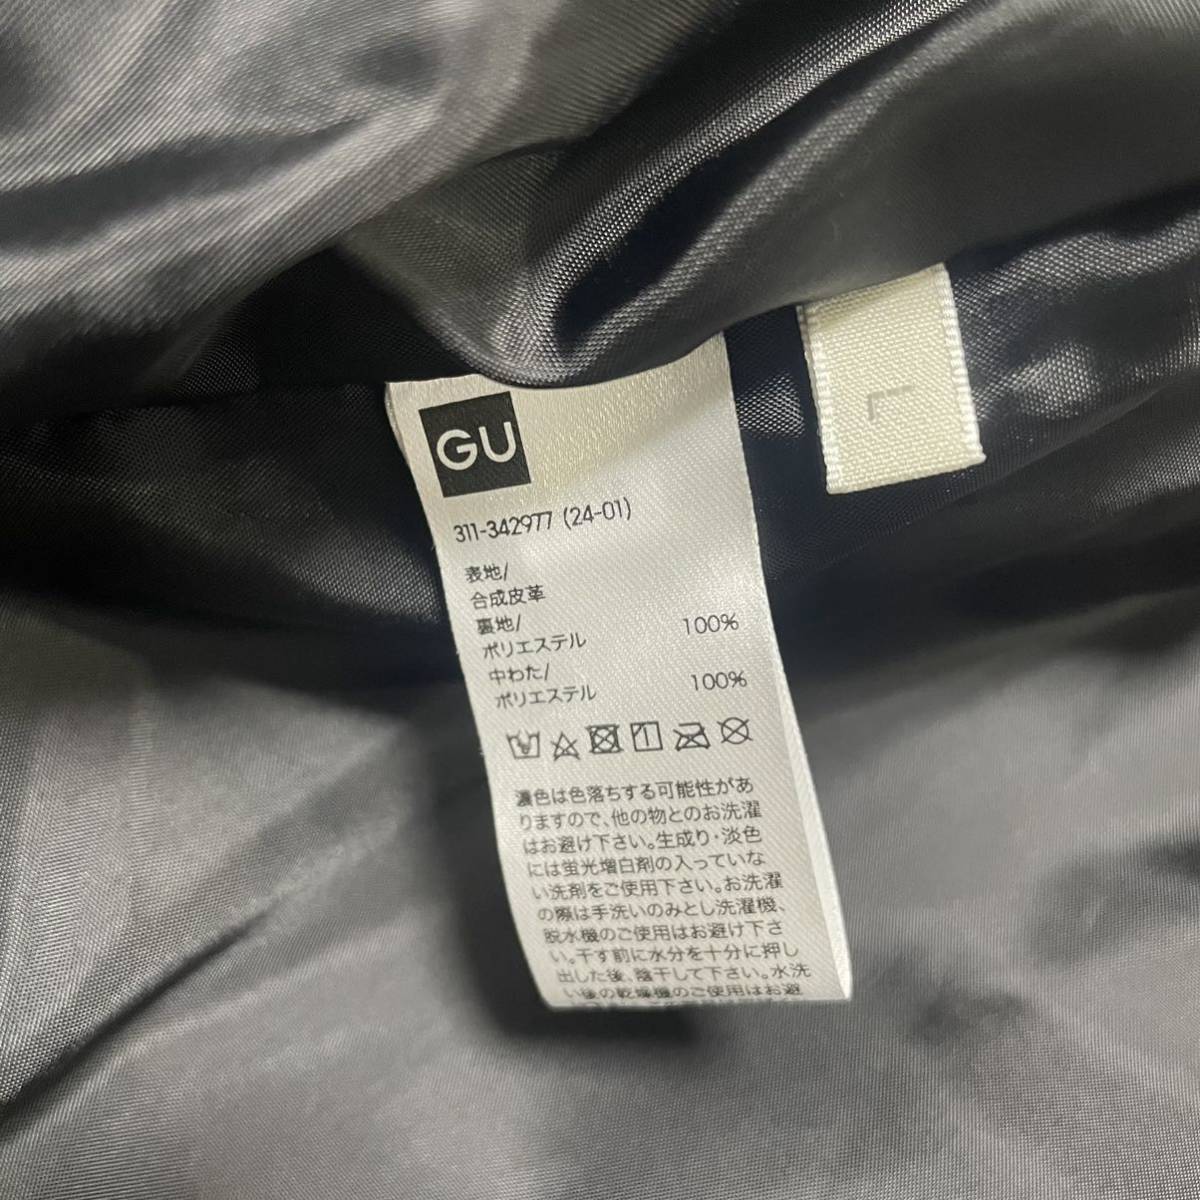 GU
311-342977 (24-01)
表地/
合成皮革
裏地/
ポリエステル 100%
中わた/
ポリエステル 100%
濃色は色落ちする可能性があ
りますので、他の物とのお洗濯
はお避け下さい。生成り・淡色
には蛍光増白剤の入っていな
い洗剤をご使用下さい。お洗濯
の際は手洗いのみとし洗濯機、
脱水機のご使用はお避け下さ
い。干す前に水分を十分に押し
出した後、陰干して下さい。水洗
い後の乾燥機のご使用はお避
L